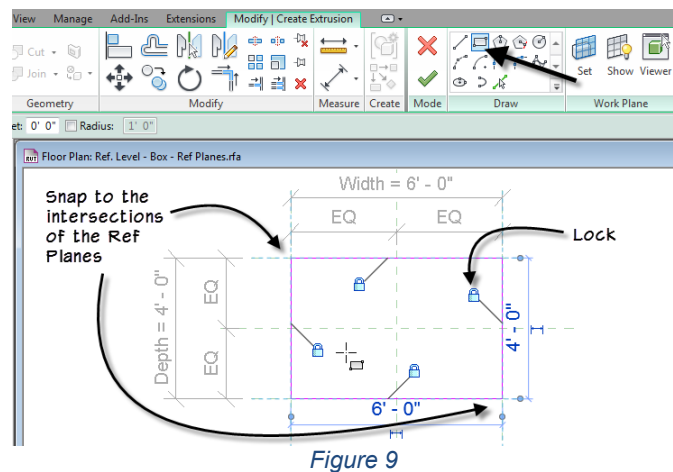 View Manage Add-Ins Extensions Modify | Create Extrusion
Cut
Join
Geometry Modify Measure Create Mode Draw Work Plane
Set Show Viewer
et: 0' 0" Radius: 1' 0"
RVT Floor Plan: Ref. Level - Box - Ref Planes.rfa
Width = 6' - 0"
Snap to the
intersections
of the Ref
Planes
EQ EQ
Lock
Depth = 4' - 0"
EQ
EQ
4' - 0"
6' - 0"
Figure 9